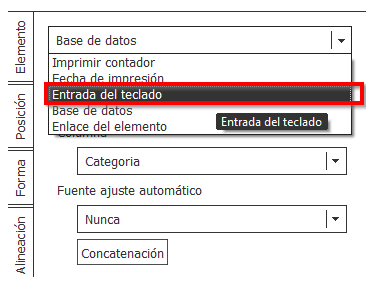 Elemento
Posición
Forma
Alineación
Base de datos
Imprimir contador
Fecha de impresión
Entrada del teclado
Base de datos
Enlace del elemento
Entrada del teclado
Columna
Categoria
Fuente ajuste automático
Nunca
Concatenación